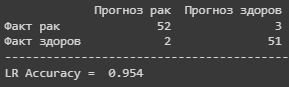 Прогноз рак Прогноз здоров
Факт рак 52 3
Факт здоров 2 51
----------------------------------------
LR Accuracy = 0.954